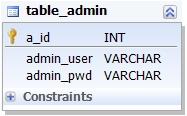 table_admin
a_id INT
admin_user VARCHAR
admin_pwd VARCHAR
Constraints